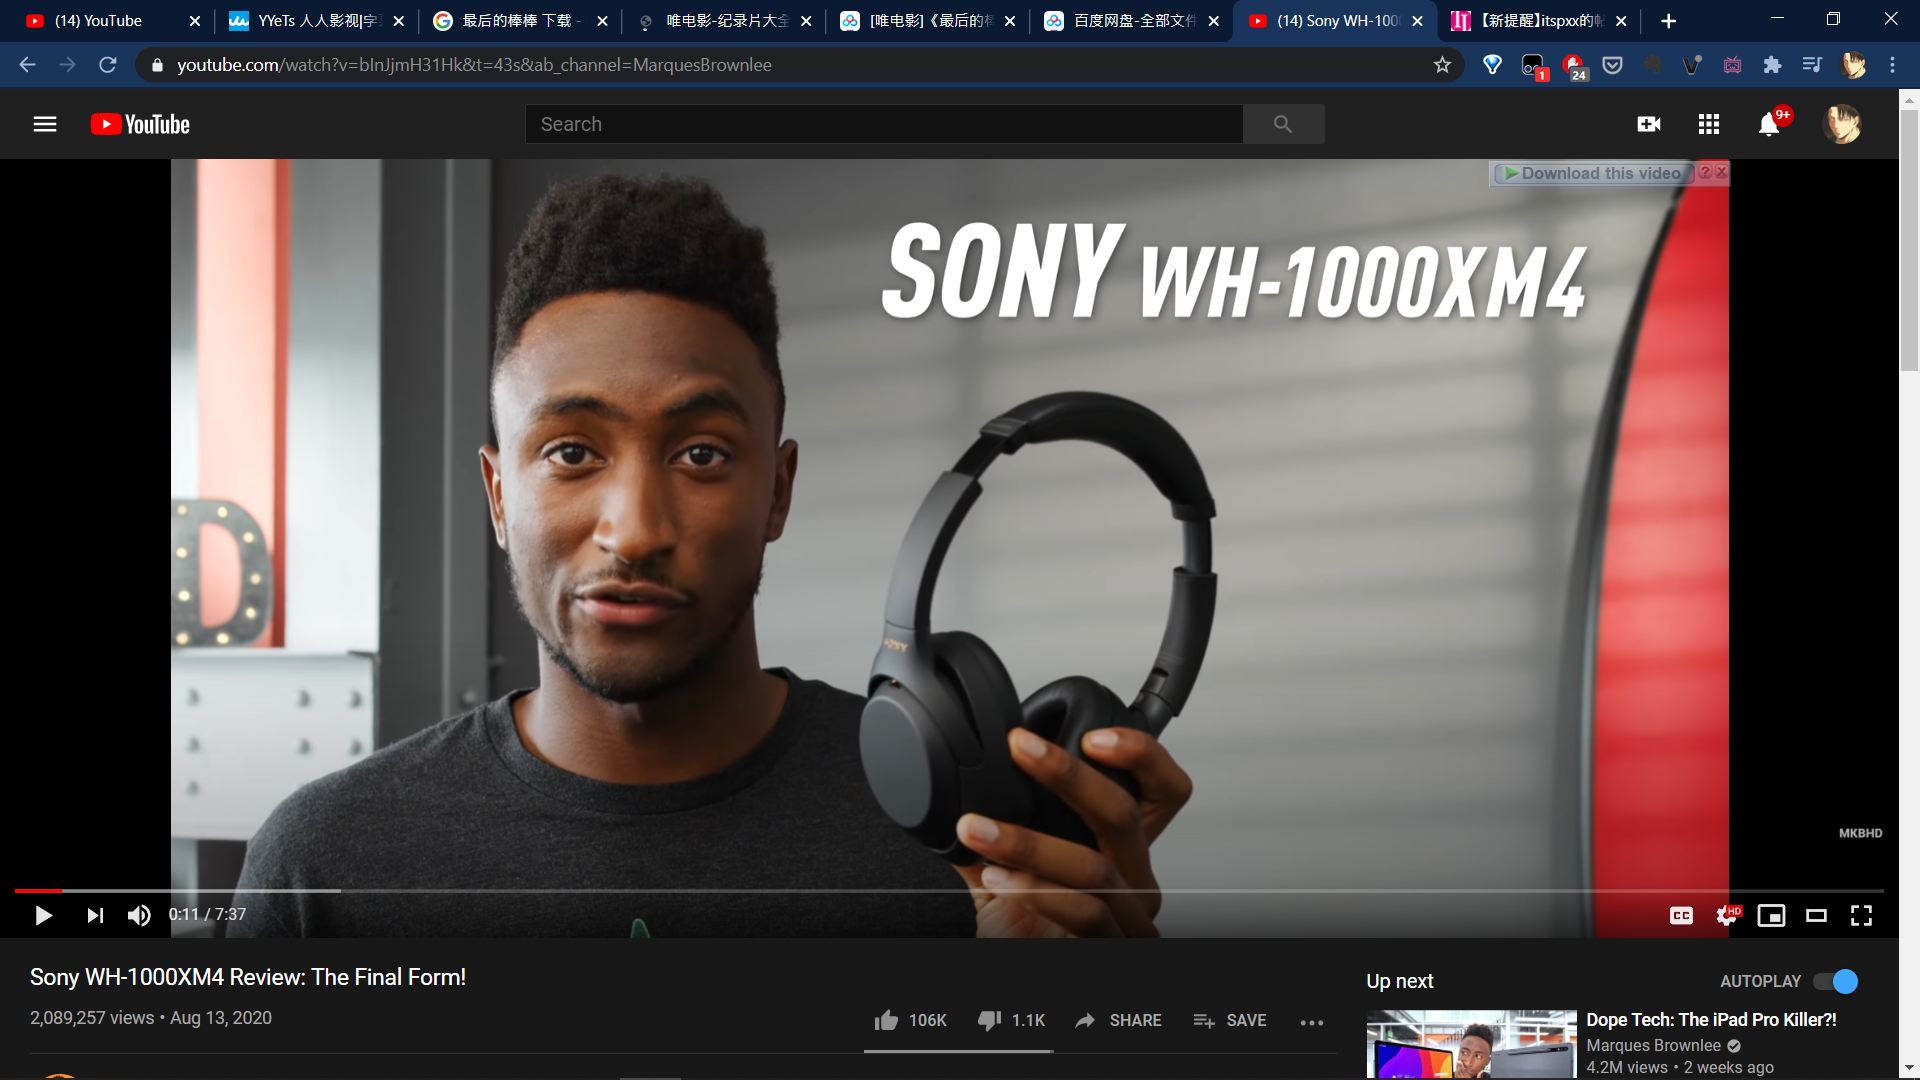 (14) YouTube
YYeTs 人人影视|字
最后的棒棒 下载 -
唯电影-纪录片大全
[唯电影]《最后的棒
百度网盘-全部文件
(14) Sony WH-100
【新提醒】itspxx的帖
youtube.com/watch?v=bInJjmH31Hk&t=43s&ab_channel=MarquesBrownlee
1
24
YouTube
Search
9+
Download this video
? X
SONY WH-1000XM4
D
SONY
MKBHD
0:11 / 7:37
CC
HD
Sony WH-1000XM4 Review: The Final Form!
2,089,257 views • Aug 13, 2020
106K
1.1K
SHARE
SAVE
Up next
AUTOPLAY
Dope Tech: The iPad Pro Killer?!
Marques Brownlee
4.2M views • 2 weeks ago